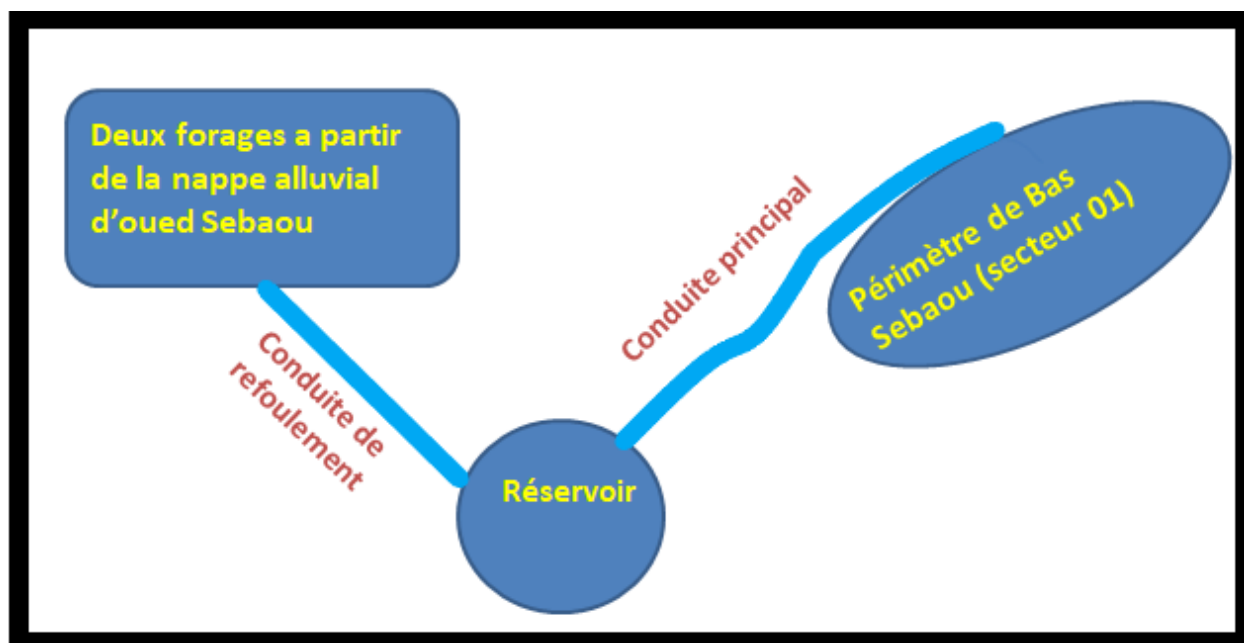 Deux forages a partir
de la nappe alluvial
d’oued Sebaou
Conduite de
refoulement
Réservoir
Conduite principal
Périmètre de Bas
Sebaou (secteur 01)